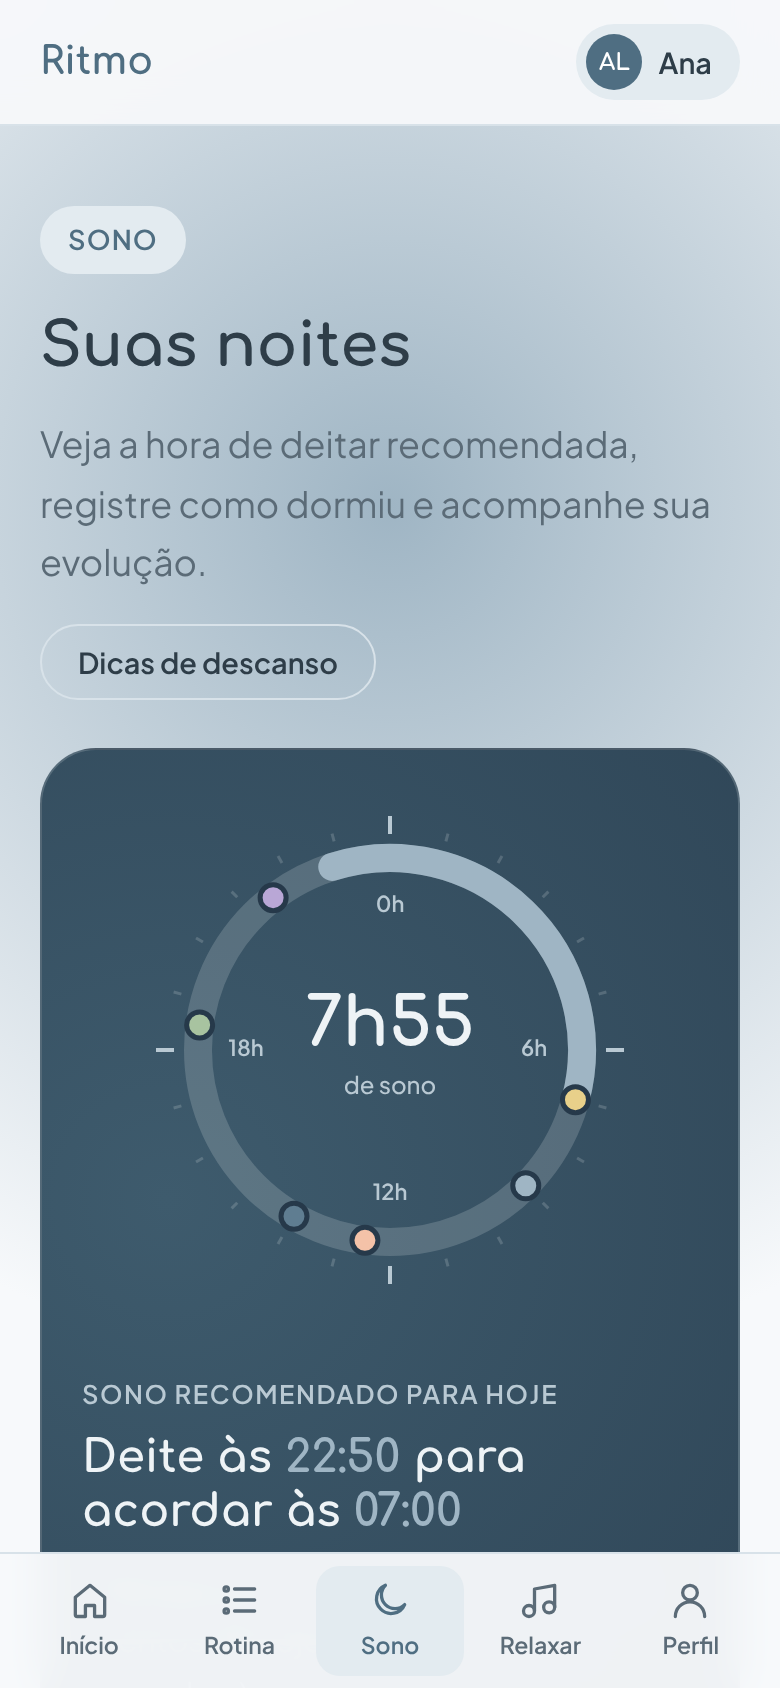 Ritmo
AL Ana
SONO
Suas noites
Veja a hora de deitar recomendada,
registre como dormiu e acompanhe sua
evolução.
Dicas de descanso
0h
7h55
18h
6h
de sono
12h
SONO RECOMENDADO PARA HOJE
Deite às 22:50 para
acordar às 07:00
Início Rotina Sono Relaxar Perfil